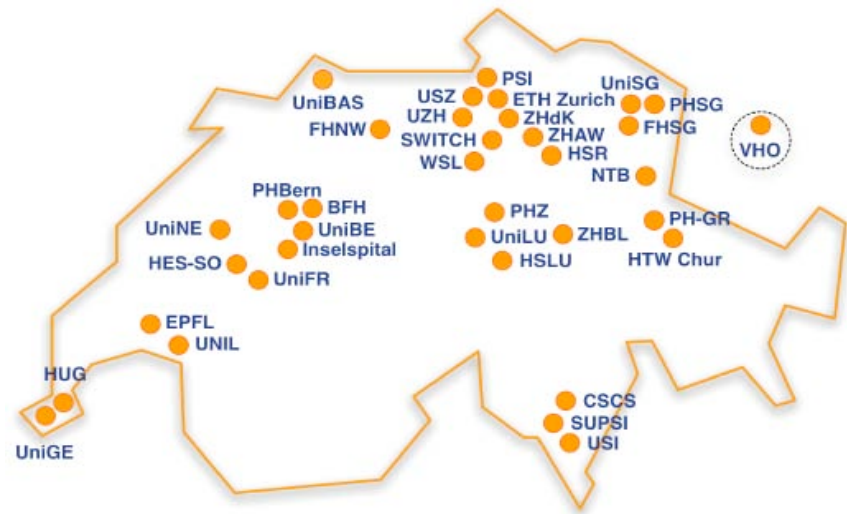 PSI
UniSG
UniBAS
USZ
ETH Zurich
PHSG
UZH
ZHdK
FHSG
FHNW
SWITCH
ZHAW
VHO
WSL
HSR
NTB
PHBern
BFH
PHZ
PH-GR
UniNE
UniBE
UniLU
ZHBL
Inselspital
HTW Chur
HES-SO
HSLU
UniFR
EPFL
UNIL
HUG
CSCS
SUPSI
USI
UniGE